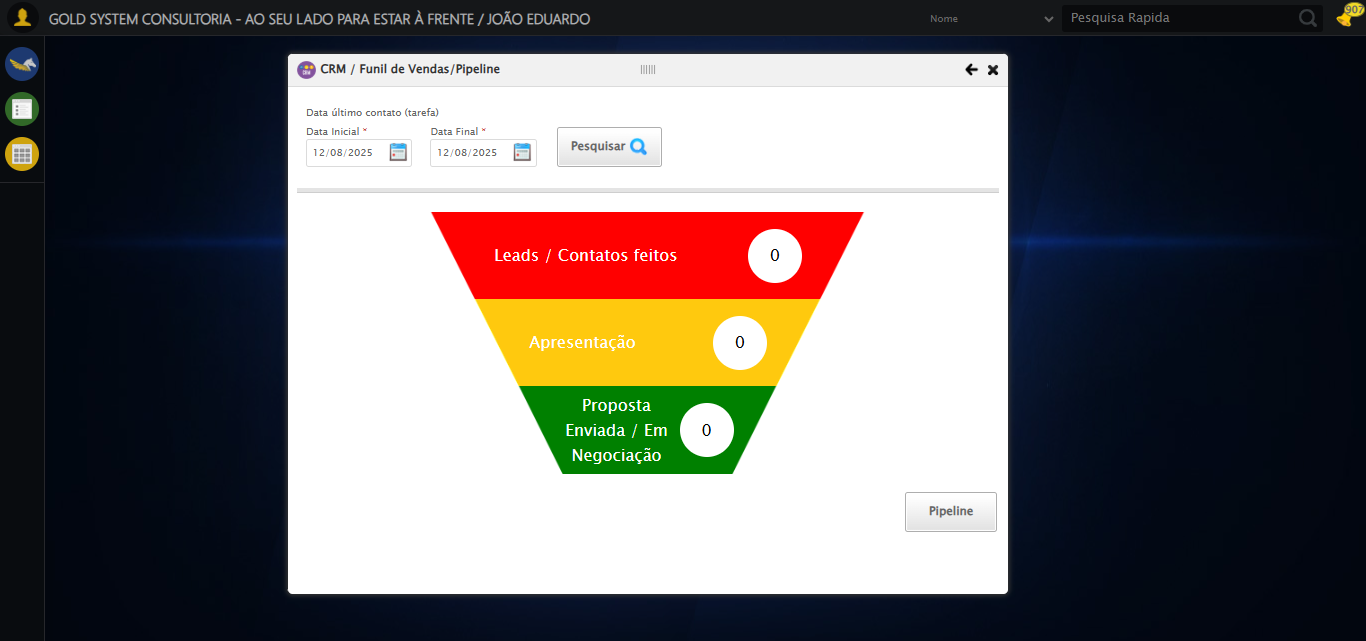 GOLD SYSTEM CONSULTORIA - AO SEU LADO PARA ESTAR À FRENTE / JOÃO EDUARDO
Nome
Pesquisa Rapida
907
CRM / Funil de Vendas/Pipeline
Data último contato (tarefa)
Data Inicial *
Data Final *
12/08/2025
12/08/2025
Pesquisar
Leads / Contatos feitos
0
Apresentação
0
Proposta
Enviada / Em
Negociação
0
Pipeline